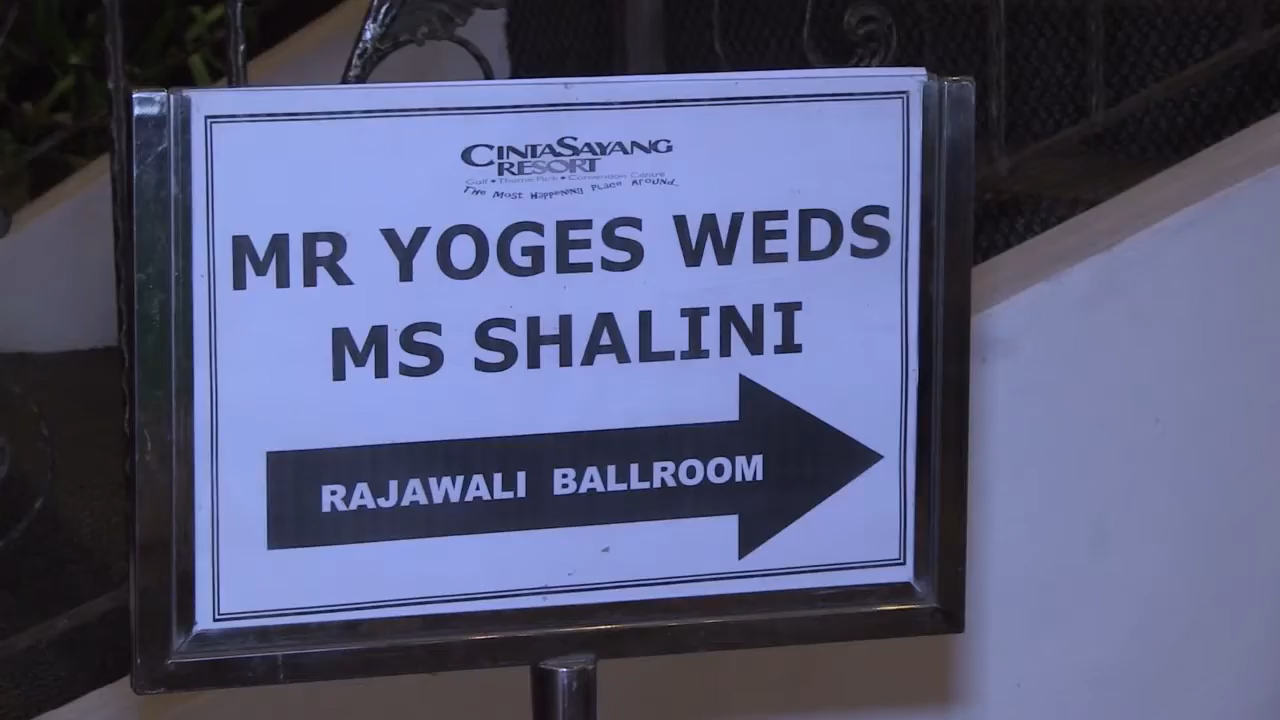 CINTASAYANG
RESORT
Golf • Theme Park • Convention Centre
The Most Happening Place Around
MR YOGES WEDS
MS SHALINI
RAJAWALI BALLROOM